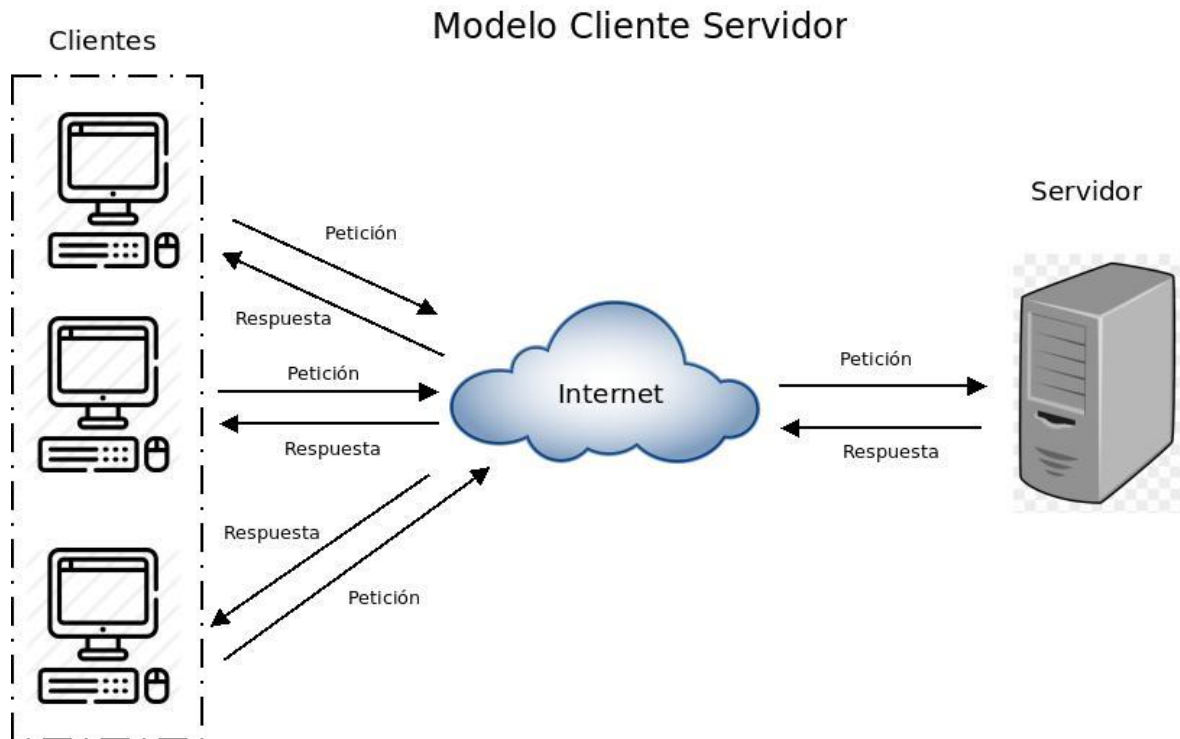 Modelo Cliente Servidor
Clientes
Servidor
Petición
Respuesta
Petición
Respuesta
Respuesta
Petición
Internet
Petición
Respuesta